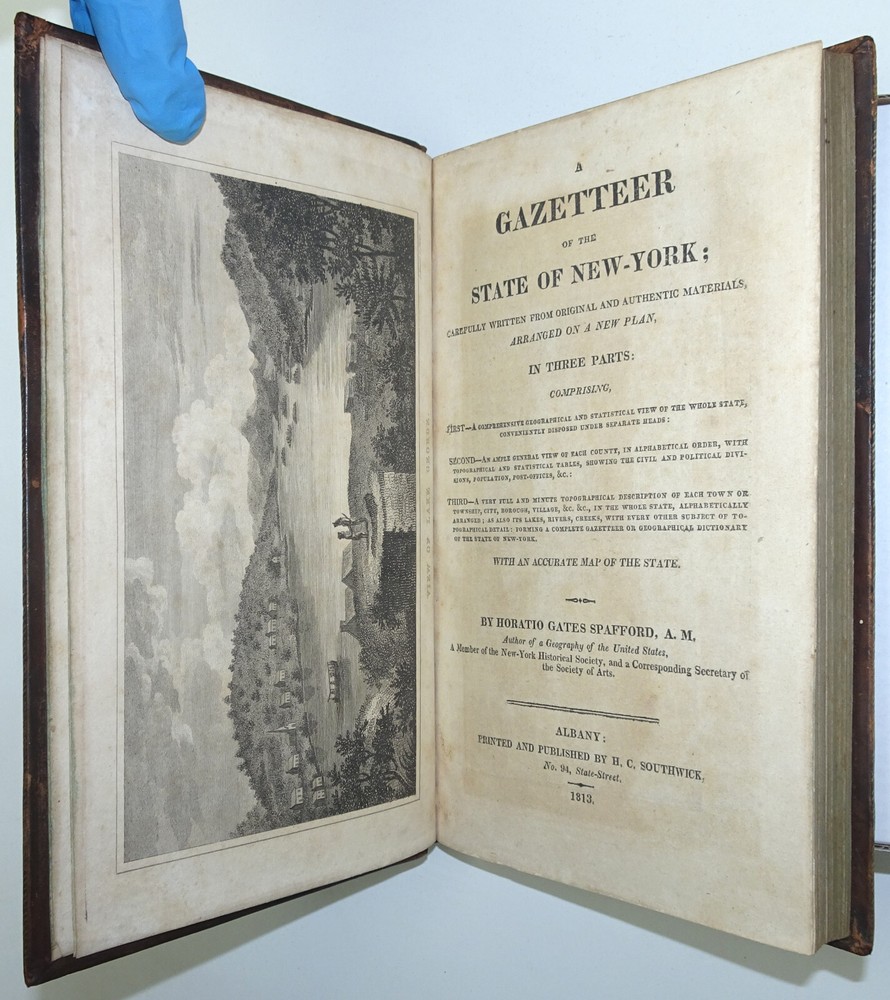 VIEW OF LAKE GEORGE
A
GAZETTEER
OF THE
STATE OF NEW-YORK;
CAREFULLY WRITTEN FROM ORIGINAL AND AUTHENTIC MATERIALS,
ARRANGED ON A NEW PLAN,
IN THREE PARTS:
COMPRISING,
FIRST—A COMPREHENSIVE GEOGRAPHICAL AND STATISTICAL VIEW OF THE WHOLE STATE,
CONVENIENTLY DISPOSED UNDER SEPARATE HEADS:
SECOND—AN AMPLE GENERAL VIEW OF EACH COUNTY, IN ALPHABETICAL ORDER, WITH
TOPOGRAPHICAL AND STATISTICAL TABLES, SHOWING THE CIVIL AND POLITICAL DIVI-
SIONS, POPULATION, POST-OFFICES, &c.:
THIRD—A VERY FULL AND MINUTE TOPOGRAPHICAL DESCRIPTION OF EACH TOWN OR
TOWNSHIP, CITY, BOROUGH, VILLAGE, &c. &c., IN THE WHOLE STATE, ALPHABETICALLY
ARRANGED; AS ALSO ITS LAKES, RIVERS, CREEKS, WITH EVERY OTHER SUBJECT OF TO-
POGRAPHICAL DETAIL: FORMING A COMPLETE GAZETTEER OR GEOGRAPHICAL DICTIONARY
OF THE STATE OF NEW-YORK.
WITH AN ACCURATE MAP OF THE STATE.
BY HORATIO GATES SPAFFORD, A. M.
Author of a Geography of the United States,
A Member of the New-York Historical Society, and a Corresponding Secretary of
the Society of Arts.
ALBANY:
PRINTED AND PUBLISHED BY H. C. SOUTHWICK,
No. 94, State-Street.
1813.